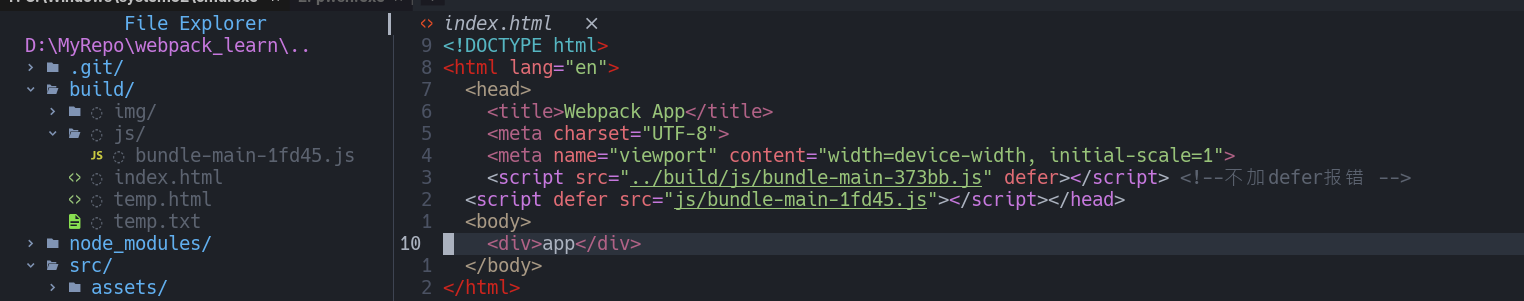 File Explorer
D:\MyRepo\webpack_learn\..
.git/
build/
img/
js/
JS bundle-main-1fd45.js
index.html
temp.html
temp.txt
node_modules/
src/
assets/
<> index.html ×
9 <!DOCTYPE html>
8 <html lang="en">
7 <head>
6 <title>Webpack App</title>
5 <meta charset="UTF-8">
4 <meta name="viewport" content="width=device-width, initial-scale=1">
3 <script src="../build/js/bundle-main-373bb.js" defer></script> <!--不加defer报错 -->
2 <script defer src="js/bundle-main-1fd45.js"></script></head>
1 <body>
10 <div>app</div>
1 </body>
2 </html>